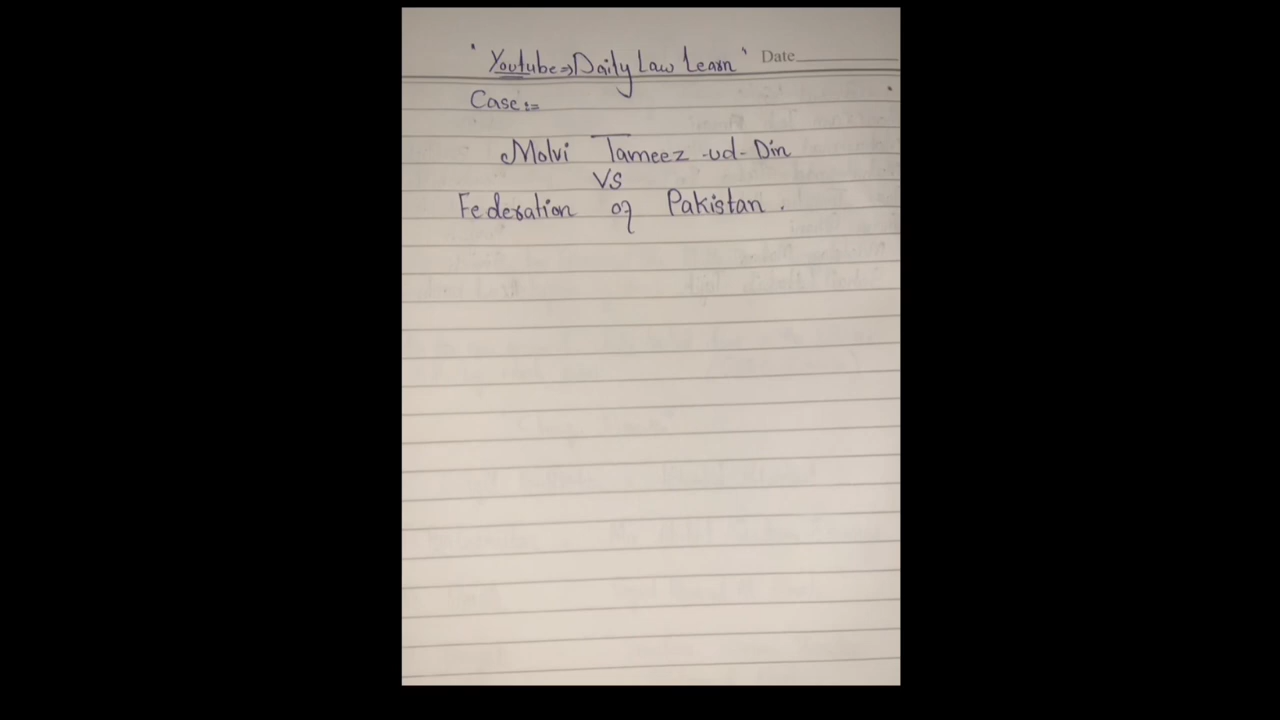 "Youtube⇒Daily Law Learn" Date
Case:=
Molvi Tameez-ud-Din
VS
Federation of Pakistan.